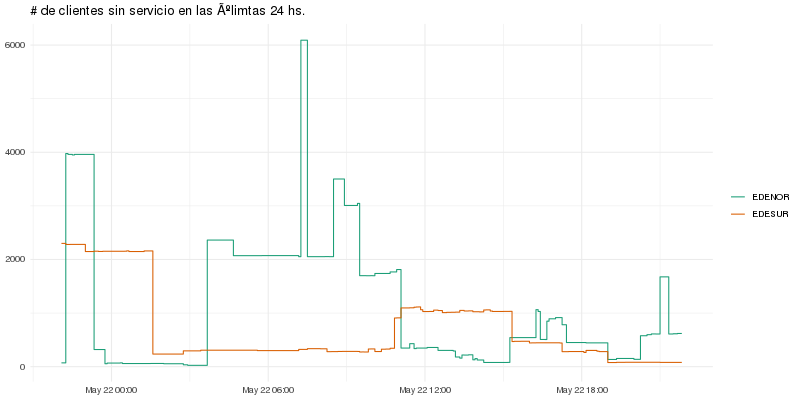 # de clientes sin servicio en las Ãºlimtas 24 hs.
6000
4000
2000
0
May 22 00:00 May 22 06:00 May 22 12:00 May 22 18:00
EDENOR
EDESUR